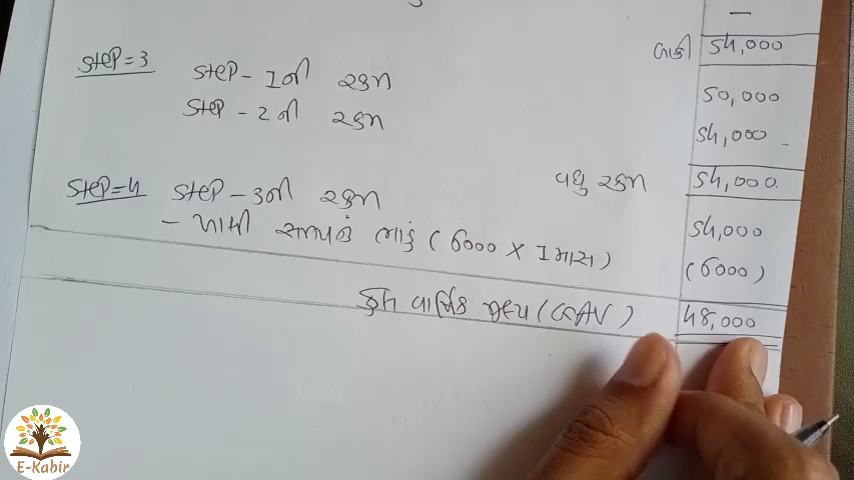 બાકી 54,000
Step=3 Step - 1ની રકમ 50,000
Step - 2ની રકમ 54,000
વધુ રકમ 54,000
Step=4 Step - 3ની રકમ 54,000
- ખાલી સમયનું ભાડું (6000 × 1માસ) (6000)
કુલ વાર્ષિક મૂલ્ય (GAV) 48,000
E-Kabir